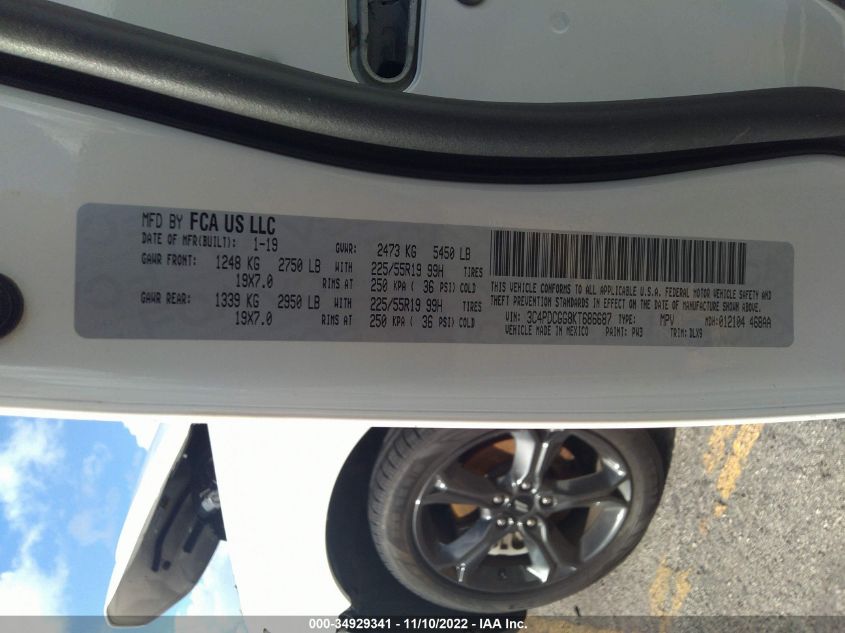 MFD BY FCA US LLC
DATE OF MFR(BUILT): 1-19 GVWR: 2473 KG 5450 LB
GAWR FRONT: 1248 KG 2750 LB WITH 225/55R19 99H TIRES
19X7.0 RIMS AT 250 KPA ( 36 PSI) COLD
GAWR REAR: 1339 KG 2950 LB WITH 225/55R19 99H TIRES
19X7.0 RIMS AT 250 KPA ( 36 PSI) COLD
THIS VEHICLE CONFORMS TO ALL APPLICABLE U.S.A. FEDERAL MOTOR VEHICLE SAFETY AND
THEFT PREVENTION STANDARDS IN EFFECT ON THE DATE OF MANUFACTURE SHOWN ABOVE.
VIN: 3C4PDCGG8KT686687 TYPE: MPV MDH:012104 468AA
VEHICLE MADE IN MEXICO PAINT: PW3 TRIM: DLX9
000-34929341 - 11/10/2022 - IAA Inc.